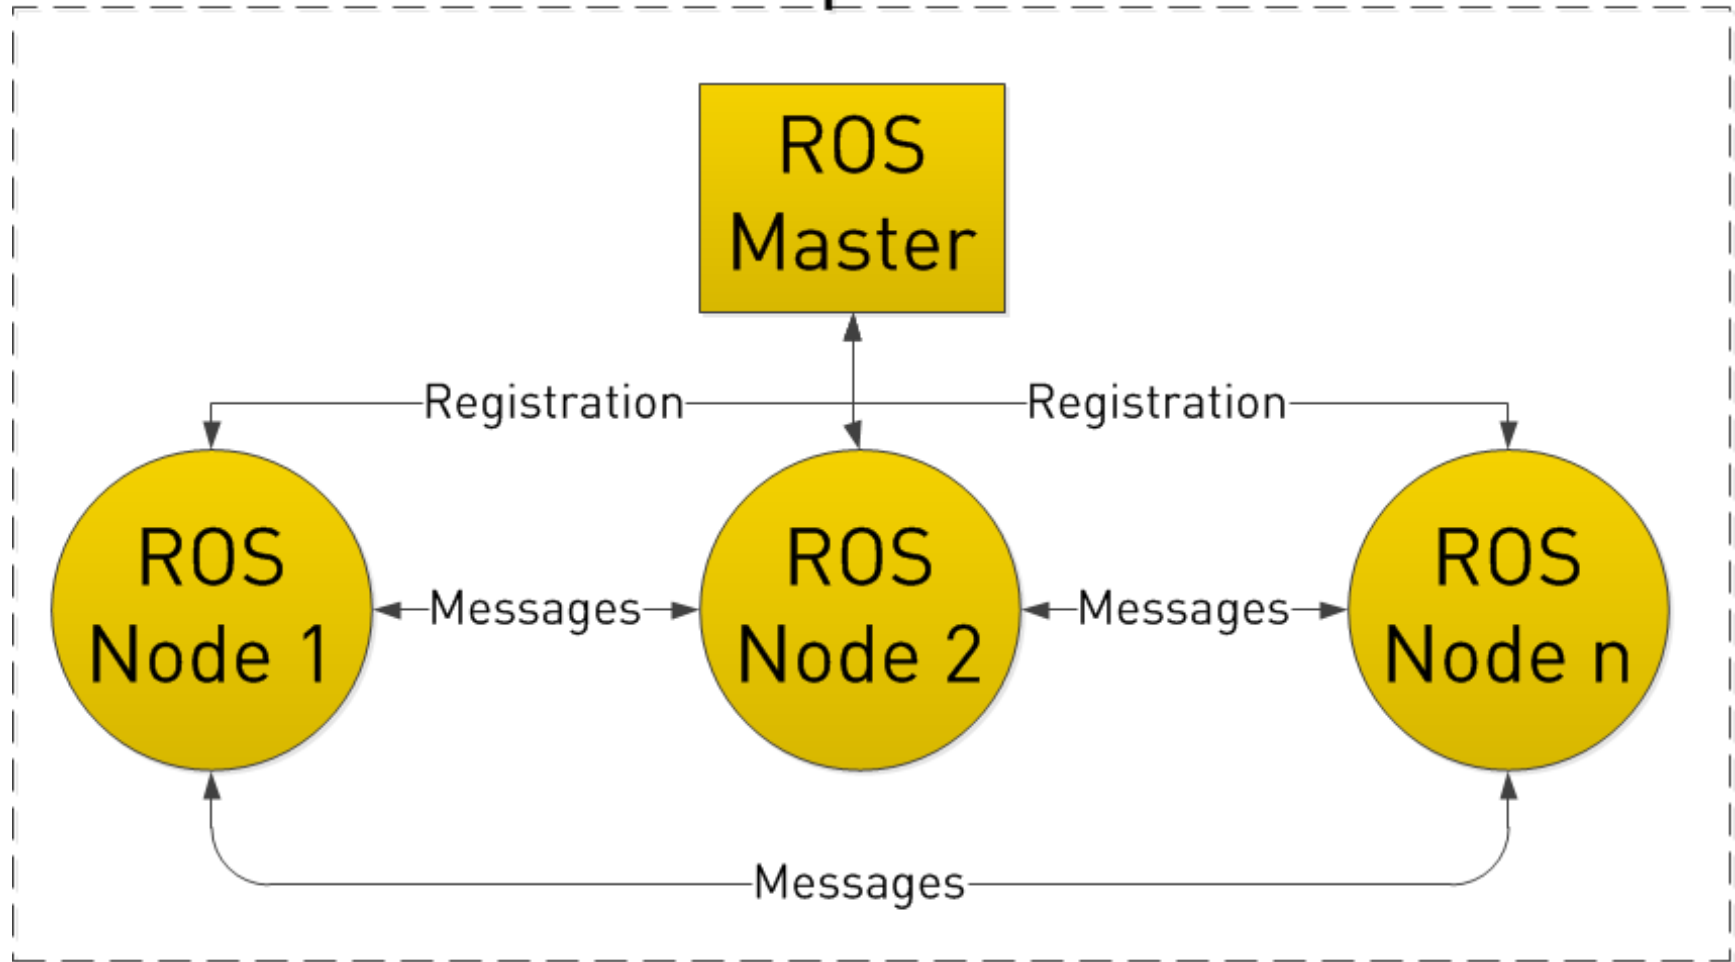 ROS
Master
Registration
Registration
ROS
Node 1
Messages
ROS
Node 2
Messages
ROS
Node n
Messages